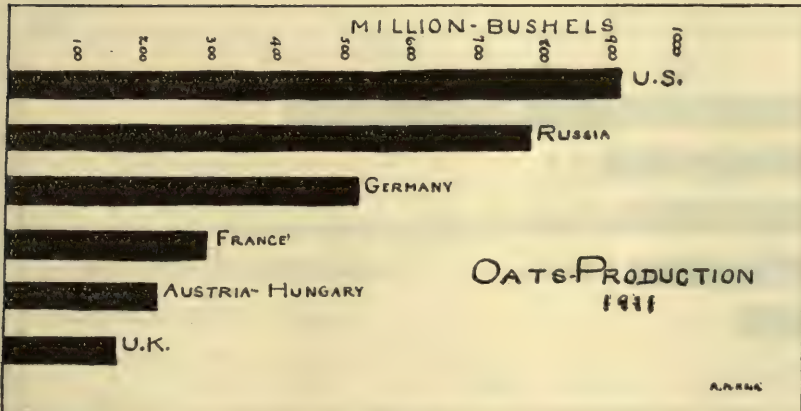 MILLION-BUSHELS
100 200 300 400 500 600 700 800 900 1000
U.S.
RUSSIA
GERMANY
FRANCE
AUSTRIA-HUNGARY
OATS-PRODUCTION
1911
U.K.